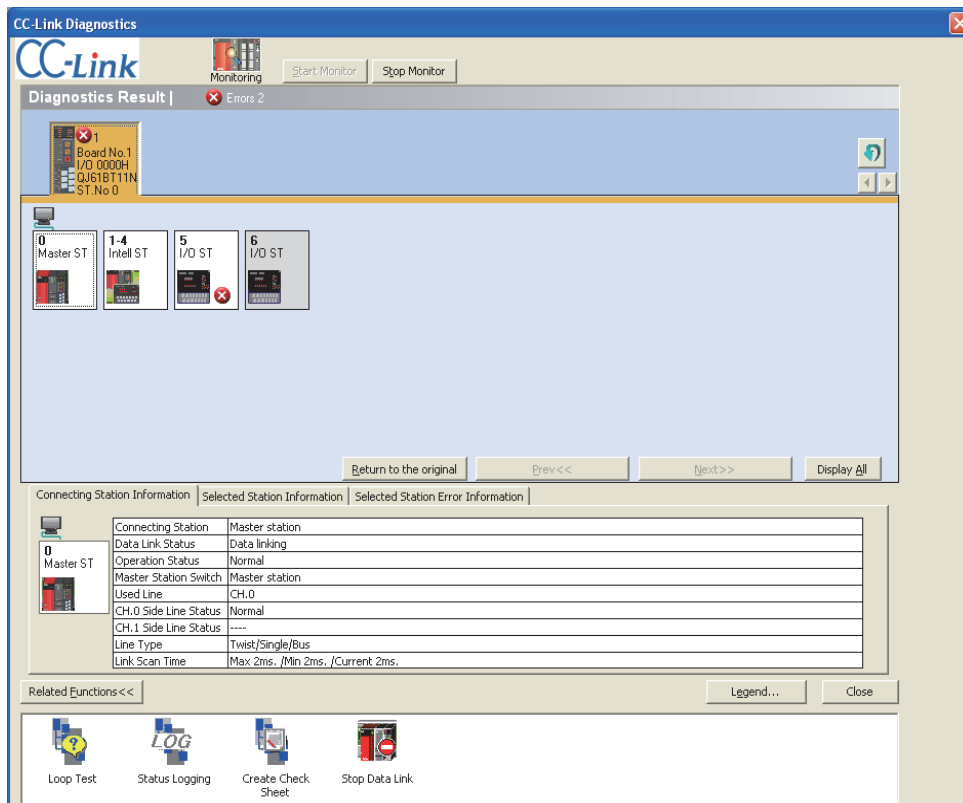 CC-Link Diagnostics
CC-Link
Monitoring
Start Monitor
Stop Monitor
Diagnostics Result |
Errors 2
1
Board No.1
I/O 0000H
QJ61BT11N
ST.No 0
0
Master ST
1-4
Intell ST
5
I/O ST
6
I/O ST
Return to the original
Prev<<
Next>>
Display All
Connecting Station Information
Selected Station Information
Selected Station Error Information
0
Master ST
Connecting Station Master station
Data Link Status Data linking
Operation Status Normal
Master Station Switch Master station
Used Line CH.0
CH.0 Side Line Status Normal
CH.1 Side Line Status ----
Line Type Twist/Single/Bus
Link Scan Time Max 2ms. /Min 2ms. /Current 2ms.
Related Functions<<
Legend...
Close
LOG
Loop Test
Status Logging
Create Check
Sheet
Stop Data Link